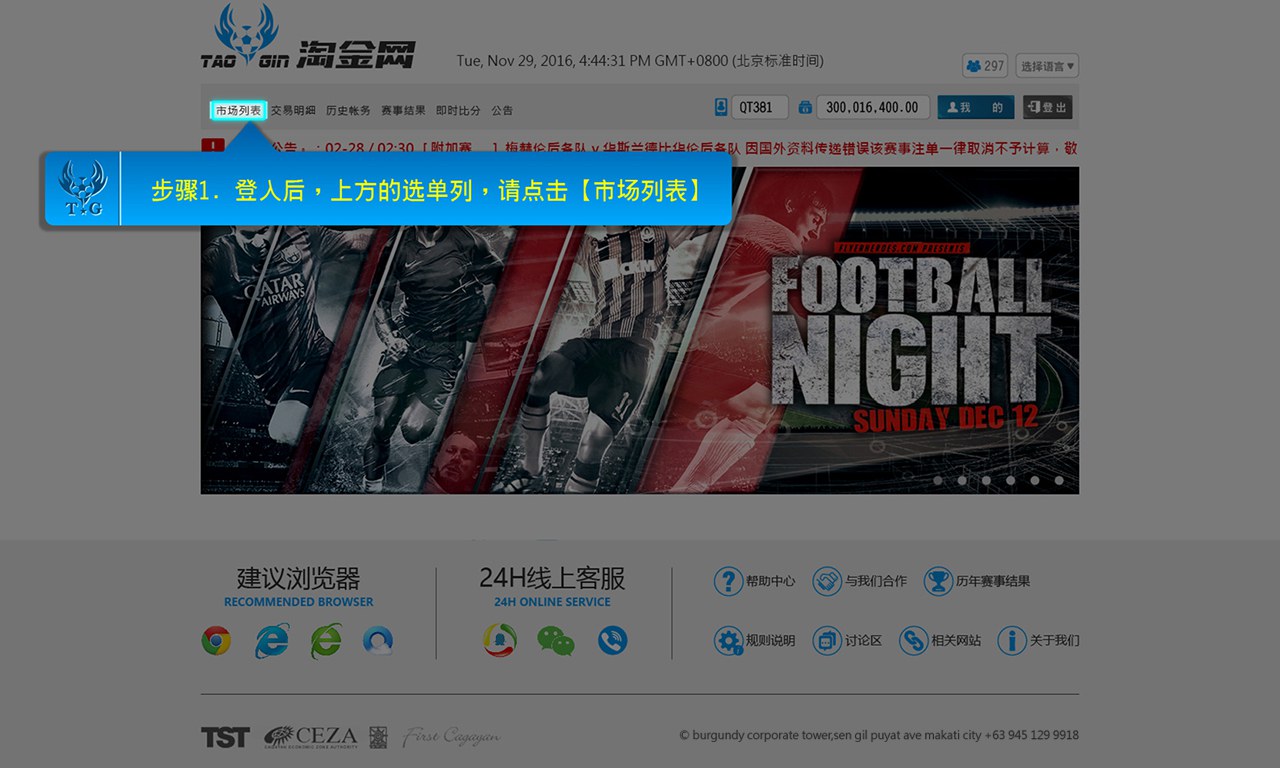 TAO GIN 淘金网
Tue, Nov 29, 2016, 4:44:31 PM GMT+0800 (北京标准时间)
297
选择语言▼
市场列表 交易明細 历史帐务 赛事结果 即时比分 公告
QT381
300,016,400.00
我 的
登出
公告。：02-28 / 02:30［附加赛 ］梅赫伦后备队 v 华斯兰德比华伦后备队 因国外资料传递错误该赛事注单一律取消不予计算，敬
T G
步骤1. 登入后，上方的选单列，请点击【市场列表】
QATAR
AIRWAYS
FLYERHEROES.COM PRESENTS
FOOTBALL
NIGHT
SUNDAY DEC 12
建议浏览器
RECOMMENDED BROWSER
24H线上客服
24H ONLINE SERVICE
帮助中心
与我们合作
历年赛事结果
规则说明
讨论区
相关网站
关于我们
TST
CEZA
CAGAYAN ECONOMIC ZONE AUTHORITY
First Cagayan
© burgundy corporate tower,sen gil puyat ave makati city +63 945 129 9918